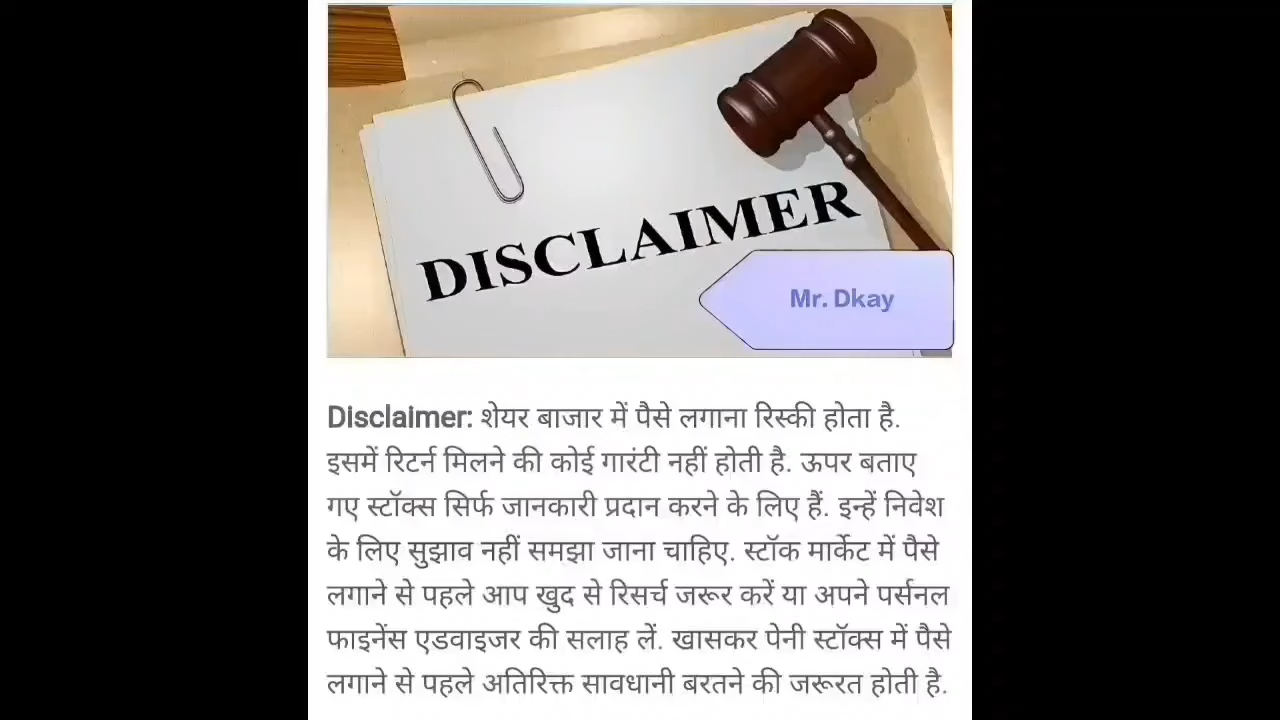 DISCLAIMER
Mr. Dkay
Disclaimer: शेयर बाजार में पैसे लगाना रिस्की होता है.
इसमें रिटर्न मिलने की कोई गारंटी नहीं होती है. ऊपर बताए
गए स्टॉक्स सिर्फ जानकारी प्रदान करने के लिए हैं. इन्हें निवेश
के लिए सुझाव नहीं समझा जाना चाहिए. स्टॉक मार्केट में पैसे
लगाने से पहले आप खुद से रिसर्च जरूर करें या अपने पर्सनल
फाइनेंस एडवाइजर की सलाह लें. खासकर पेनी स्टॉक्स में पैसे
लगाने से पहले अतिरिक्त सावधानी बरतने की जरूरत होती है.